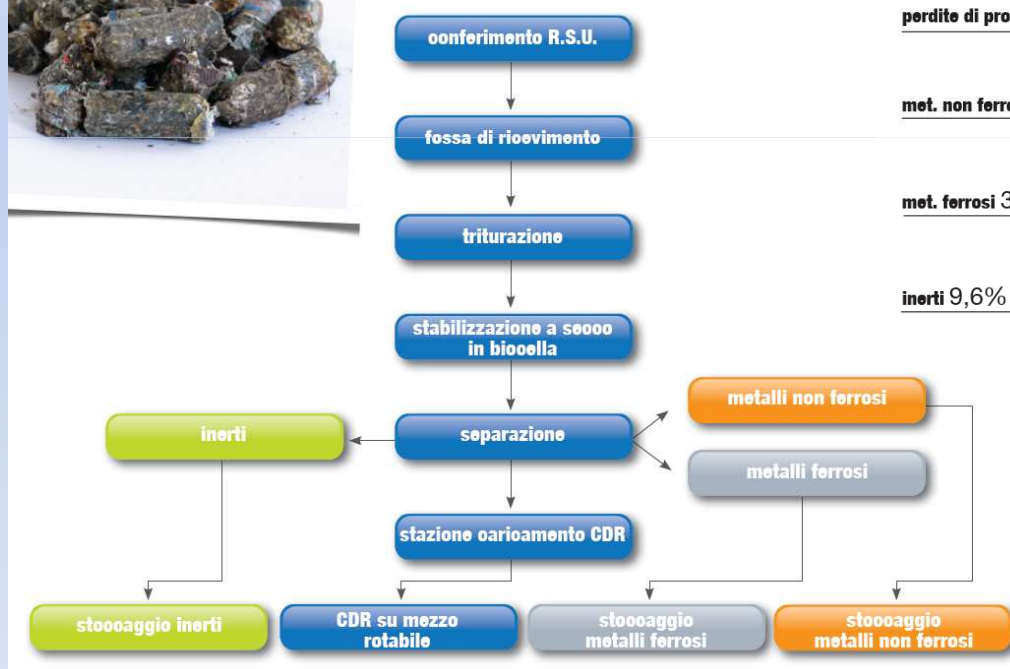 conferimento R.S.U.
fossa di ricevimento
triturazione
stabilizzazione a secco
in biocella
separazione
inerti
metalli non ferrosi
metalli ferrosi
stazione caricamento CDR
stoccaggio inerti
CDR su mezzo
rotabile
stoccaggio
metalli ferrosi
stoccaggio
metalli non ferrosi
perdite di pro
met. non ferro
met. ferrosi 3
inerti 9,6%